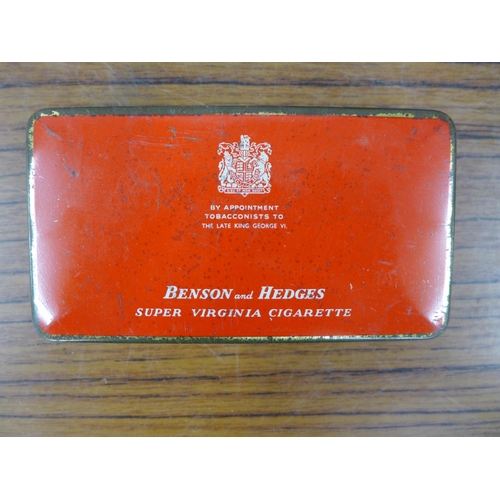 BY APPOINTMENT
TOBACCONISTS TO
THE LATE KING GEORGE VI.
BENSON and HEDGES
SUPER VIRGINIA CIGARETTE